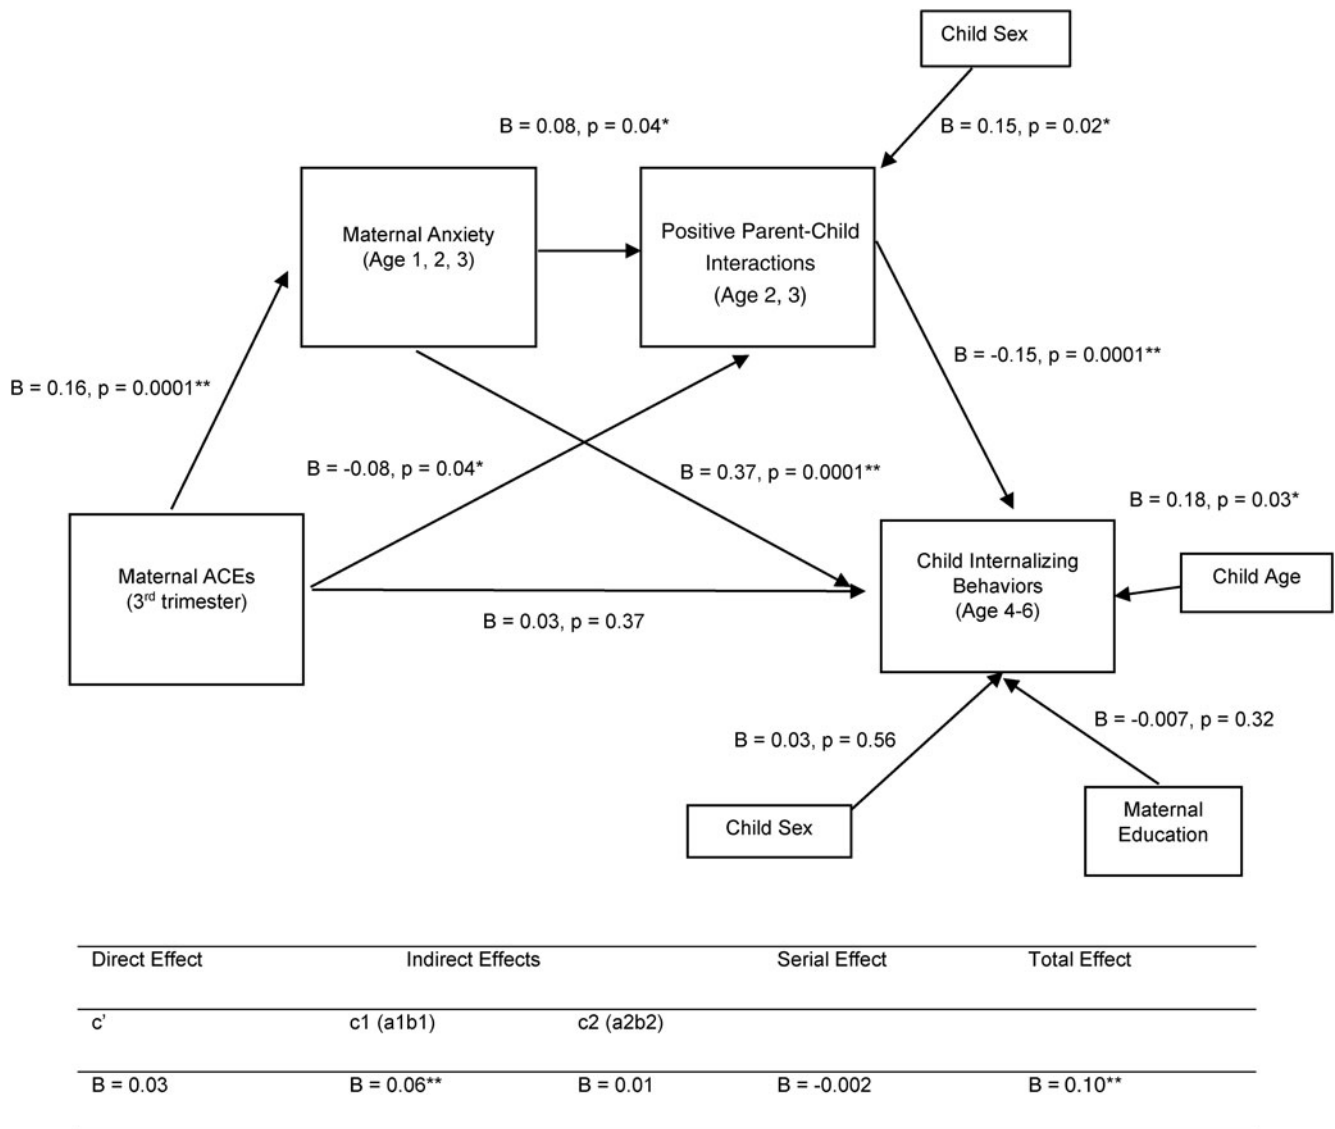 Child Sex
B = 0.08, p = 0.04*
B = 0.15, p = 0.02*
Maternal Anxiety
(Age 1, 2, 3)
Positive Parent-Child
Interactions
(Age 2, 3)
B = -0.15, p = 0.0001**
B = 0.16, p = 0.0001**
B = -0.08, p = 0.04*
B = 0.37, p = 0.0001**
B = 0.18, p = 0.03*
Maternal ACEs
(3rd trimester)
Child Internalizing
Behaviors
(Age 4-6)
Child Age
B = 0.03, p = 0.37
B = 0.03, p = 0.56
B = -0.007, p = 0.32
Child Sex
Maternal
Education
Direct Effect Indirect Effects Serial Effect Total Effect
c' c1 (a1b1) c2 (a2b2)
B = 0.03 B = 0.06** B = 0.01 B = -0.002 B = 0.10**